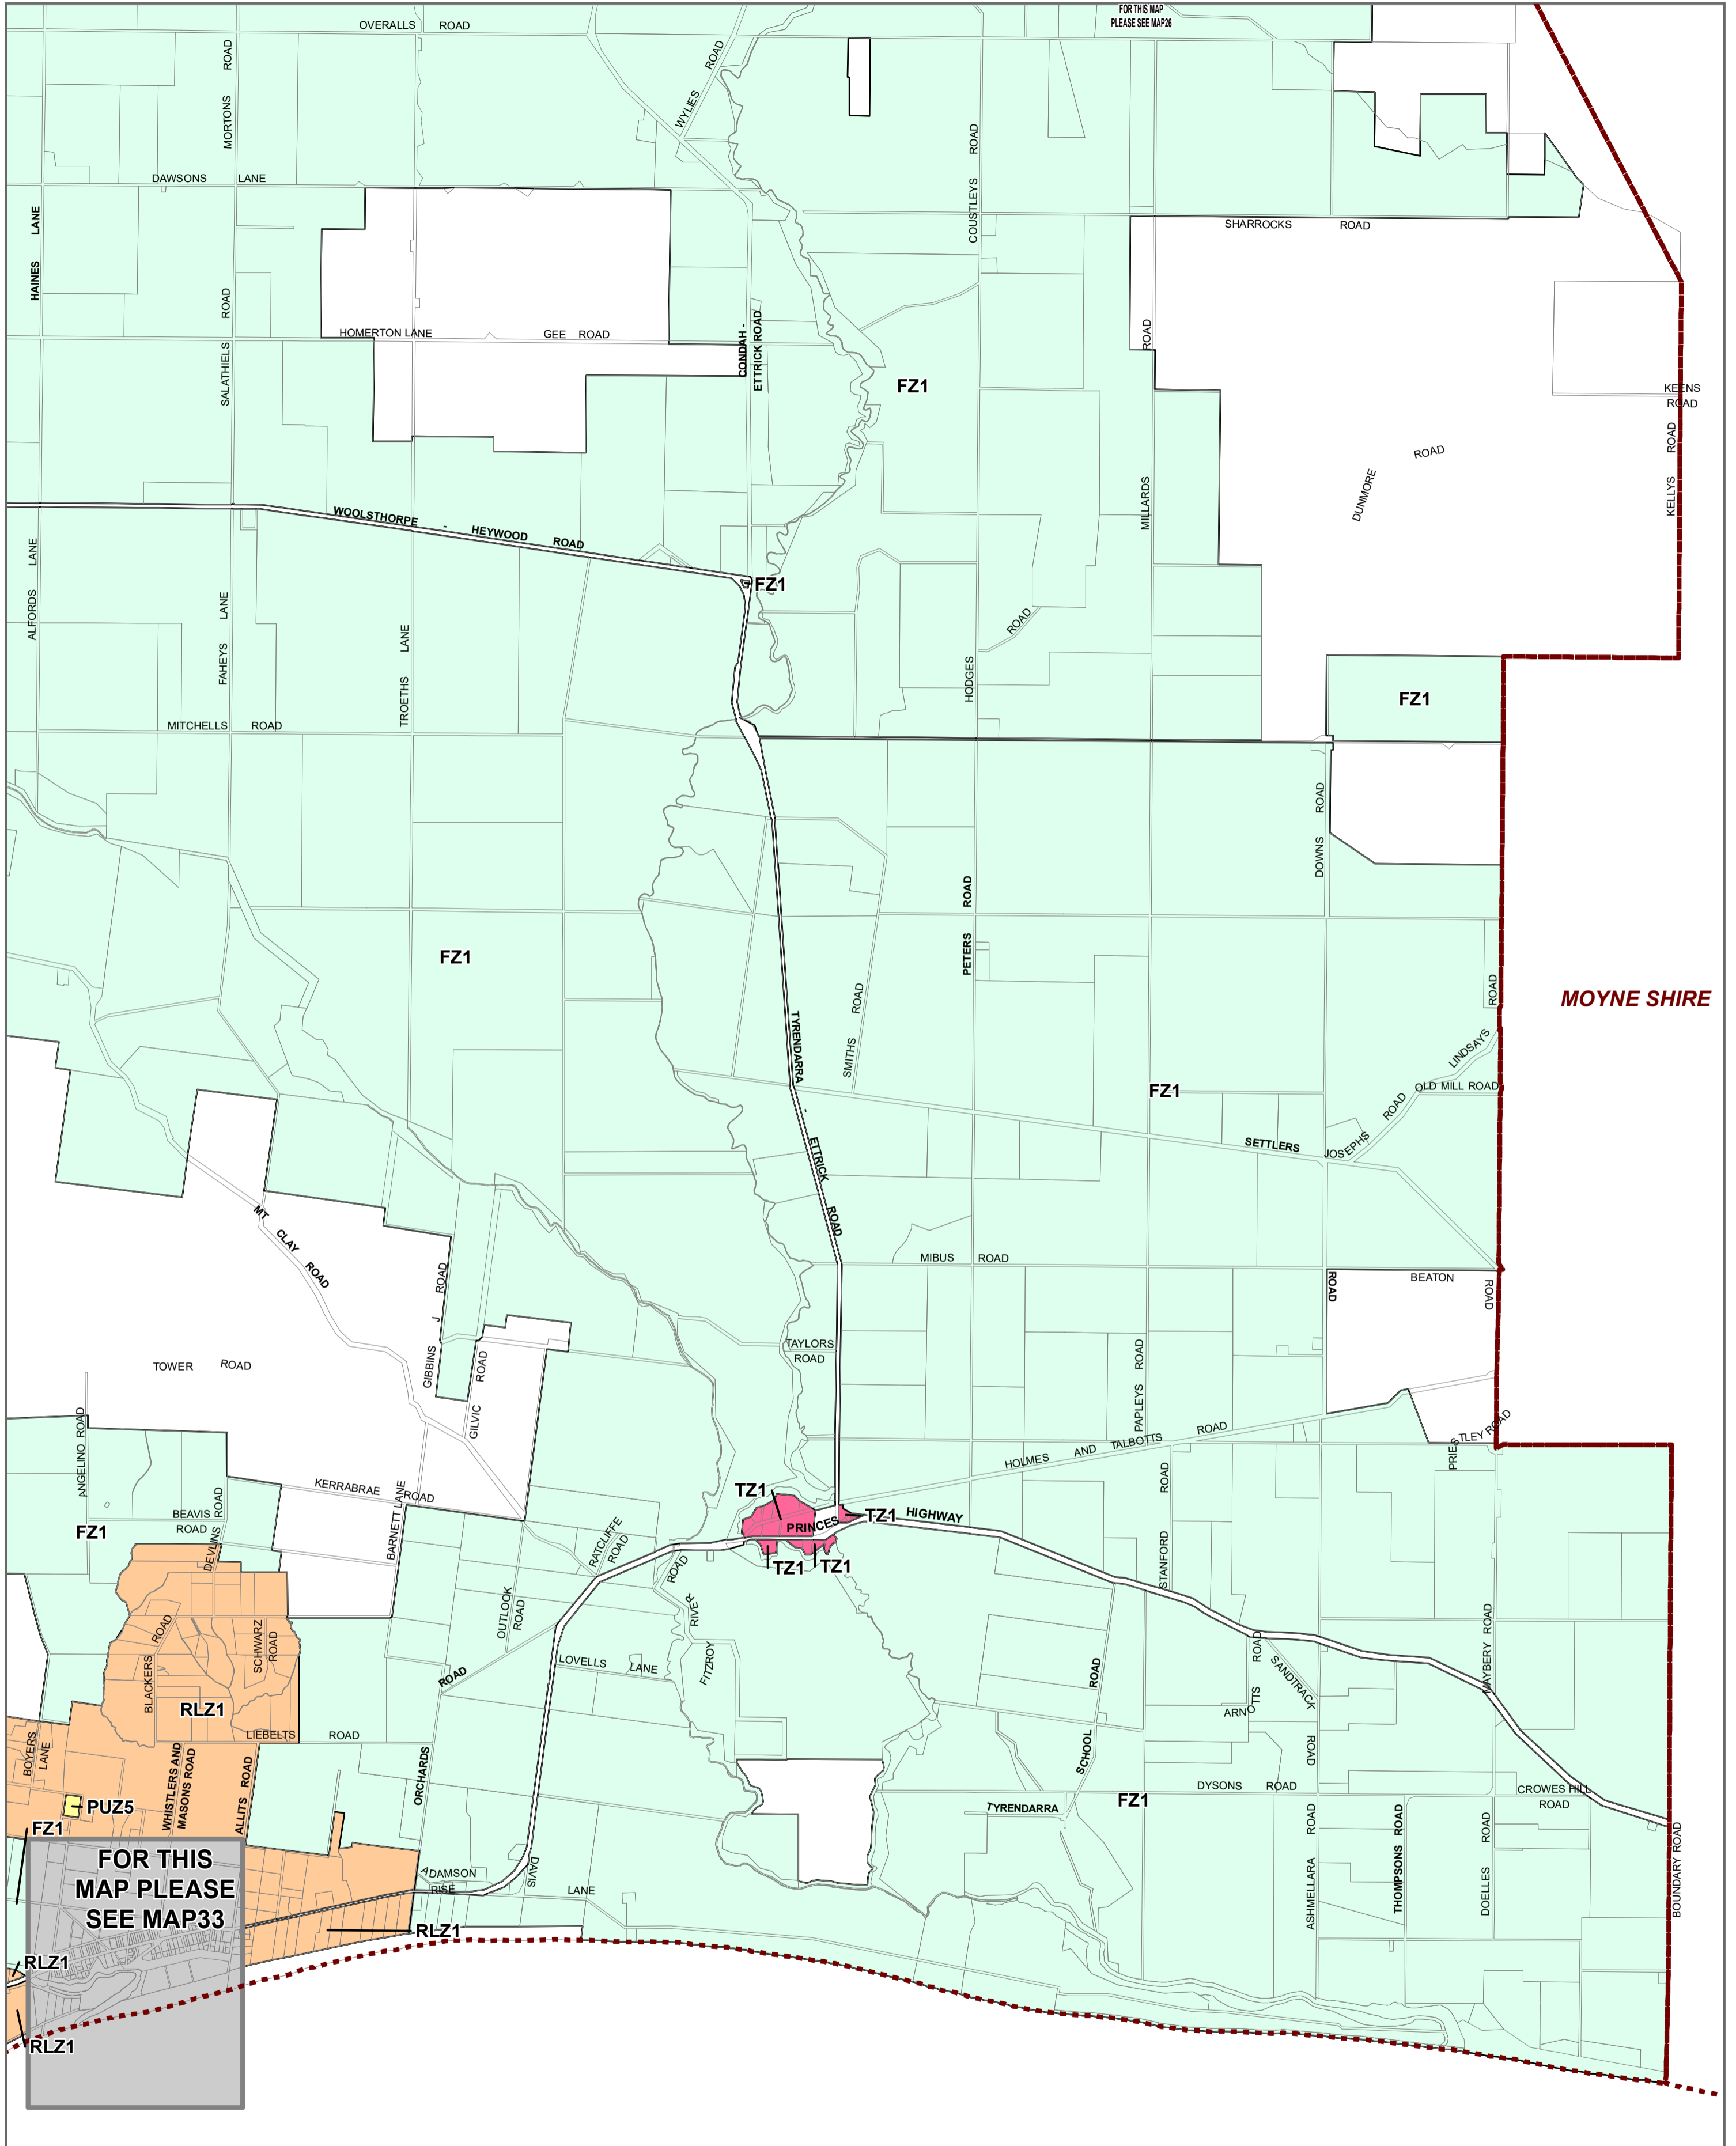 FOR THIS MAP
PLEASE SEE MAP26
OVERALLS ROAD
MORTONS ROAD
WYLIES ROAD
COUSTLEYS ROAD
DAWSONS LANE
HAINES LANE
SHARROCKS ROAD
SALATHIELS ROAD
HOMERTON LANE
GEE ROAD
CONDAH -
ETTRICK ROAD
FZ1
MILLARDS ROAD
KEENS
ROAD
KELLYS ROAD
DUNMORE ROAD
WOOLSTHORPE - HEYWOOD ROAD
FZ1
ALFORDS LANE
FAHEYS LANE
TROETHS LANE
ROAD
HODGES
FZ1
MITCHELLS ROAD
DOWNS ROAD
PETERS ROAD
FZ1
SMITHS ROAD
TYRENDARRA - ETTRICK ROAD
MOYNE SHIRE
LINDSAYS ROAD
OLD MILL ROAD
FZ1
SETTLERS ROAD
JOSEPHS ROAD
MT CLAY ROAD
MIBUS ROAD
BEATON ROAD
GIBBINS J ROAD
TOWER ROAD
TAYLORS
ROAD
GILVIC ROAD
PAPLEYS ROAD
HOLMES AND TALBOTTS ROAD
PRIESTLEY ROAD
ANGELINO ROAD
KERRABRAE ROAD
BARNETT LANE
BEAVIS
ROAD
DEVLINS ROAD
FZ1
TZ1
PRINCES HIGHWAY
TZ1
TZ1
TZ1
RATCLIFFE
ROAD
STANFORD ROAD
OUTLOOK
ROAD
FITZROY RIVER ROAD
BLACKERS ROAD
SCHWARZ
ROAD
RLZ1
LOVELLS LANE
ARNOTTS ROAD
SANDTRACK
MAYBERY ROAD
LIEBELTS ROAD
BOYERS
LANE
WHISTLERS AND
MASONS ROAD
ALLITS ROAD
ORCHARDS ROAD
SCHOOL ROAD
PUZ5
DYSONS ROAD
CROWES HILL
ROAD
TYRENDARRA
FZ1
FZ1
FOR THIS
MAP PLEASE
SEE MAP33
ADAMSON
RISE
DAVIS LANE
ASHMELLARA ROAD
ROAD
THOMPSONS ROAD
DOELLES ROAD
BOUNDARY ROAD
RLZ1
RLZ1
RLZ1